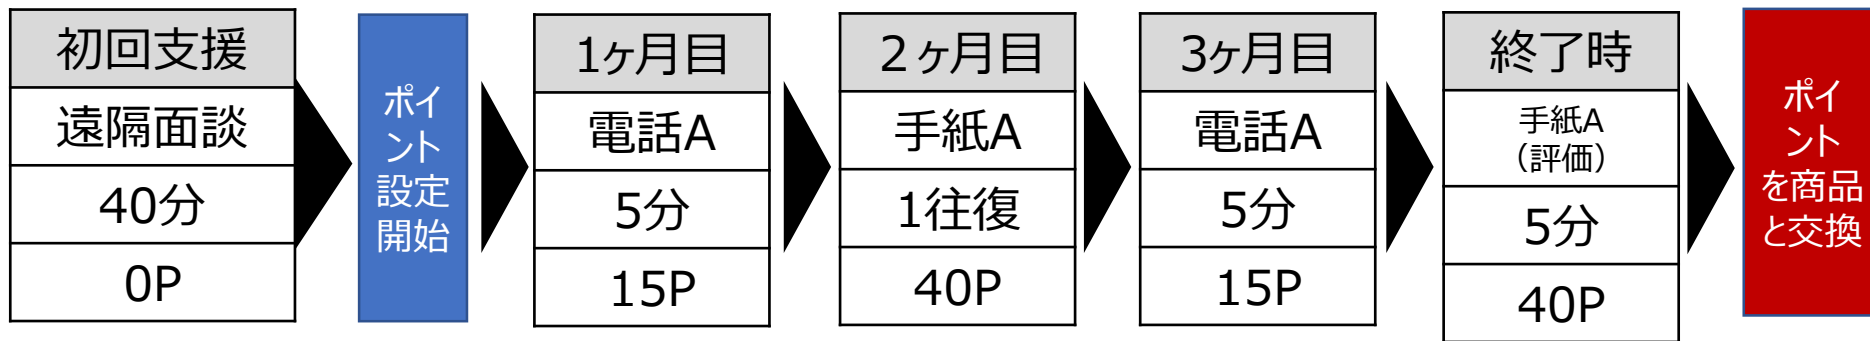 初回支援
遠隔面談
40分
0P
ポイ
ント
設定
開始
1ヶ月目
電話A
5分
15P
2ヶ月目
手紙A
1往復
40P
3ヶ月目
電話A
5分
15P
終了時
手紙A
(評価)
5分
40P
ポイ
ント
を商品
と交換